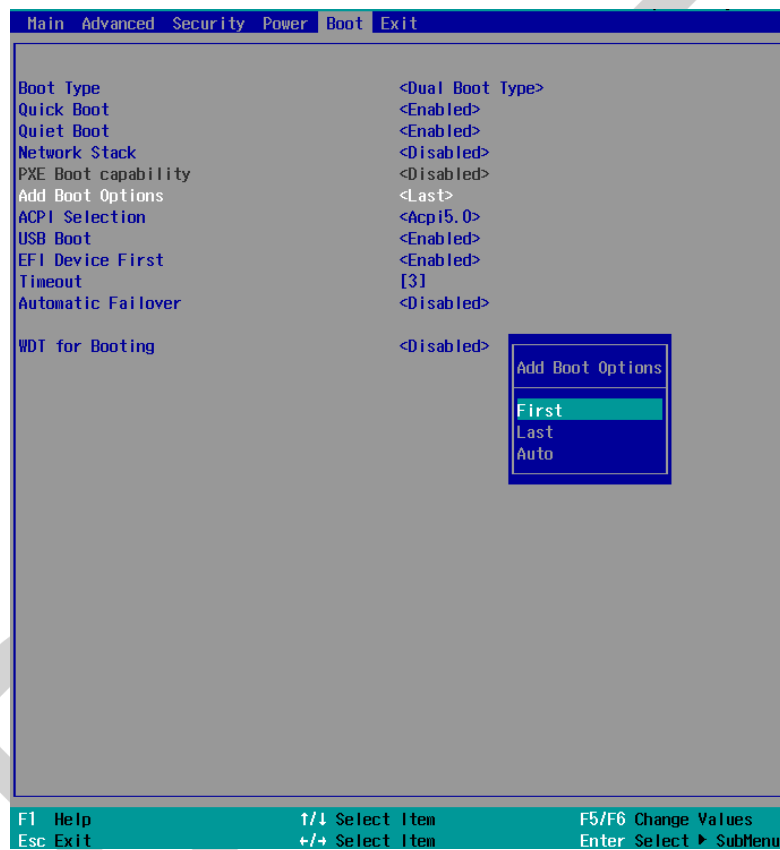 Main Advanced Security Power Boot Exit
Boot Type <Dual Boot Type>
Quick Boot <Enabled>
Quiet Boot <Enabled>
Network Stack <Disabled>
PXE Boot capability <Disabled>
Add Boot Options <Last>
ACPI Selection <Acpi5.0>
USB Boot <Enabled>
EFI Device First <Enabled>
Timeout [3]
Automatic Failover <Disabled>
WDT for Booting <Disabled>
Add Boot Options
First
Last
Auto
F1 Help ↑/↓ Select Item F5/F6 Change Values
Esc Exit ←/→ Select Item Enter Select ▶ SubMenu